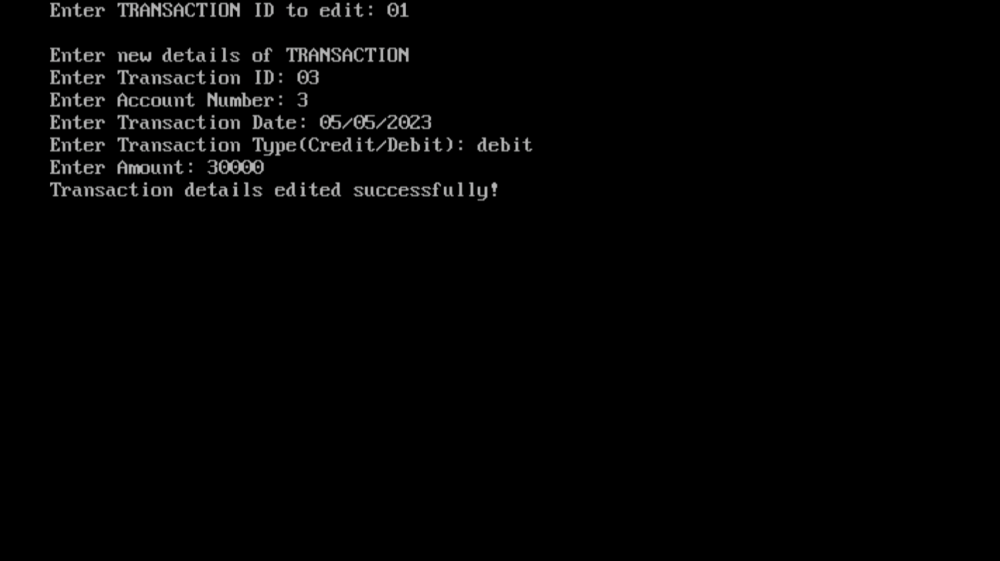 Enter TRANSACTION ID to edit: 01
Enter new details of TRANSACTION
Enter Transaction ID: 03
Enter Account Number: 3
Enter Transaction Date: 05/05/2023
Enter Transaction Type(Credit/Debit): debit
Enter Amount: 30000
Transaction details edited successfully!